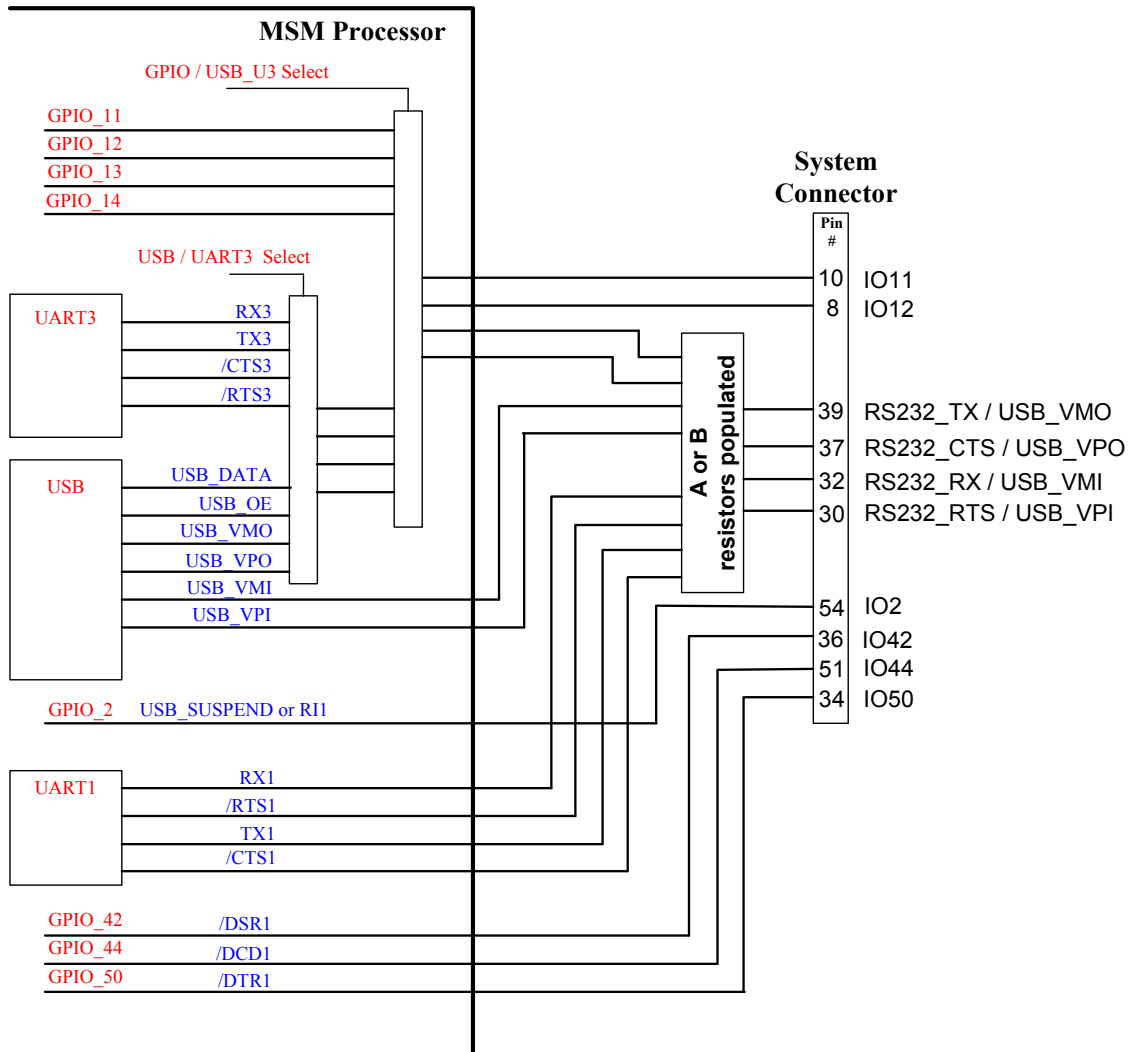 MSM Processor
GPIO / USB_U3 Select
GPIO_11
GPIO_12
GPIO_13
GPIO_14
System
Connector
Pin
#
USB / UART3 Select
10 IO11
8 IO12
UART3
RX3
TX3
/CTS3
/RTS3
A or B
resistors populated
39 RS232_TX / USB_VMO
37 RS232_CTS / USB_VPO
32 RS232_RX / USB_VMI
30 RS232_RTS / USB_VPI
USB
USB_DATA
USB_OE
USB_VMO
USB_VPO
USB_VMI
USB_VPI
54 IO2
36 IO42
51 IO44
34 IO50
GPIO_2 USB_SUSPEND or RI1
UART1
RX1
/RTS1
TX1
/CTS1
GPIO_42 /DSR1
GPIO_44 /DCD1
GPIO_50 /DTR1